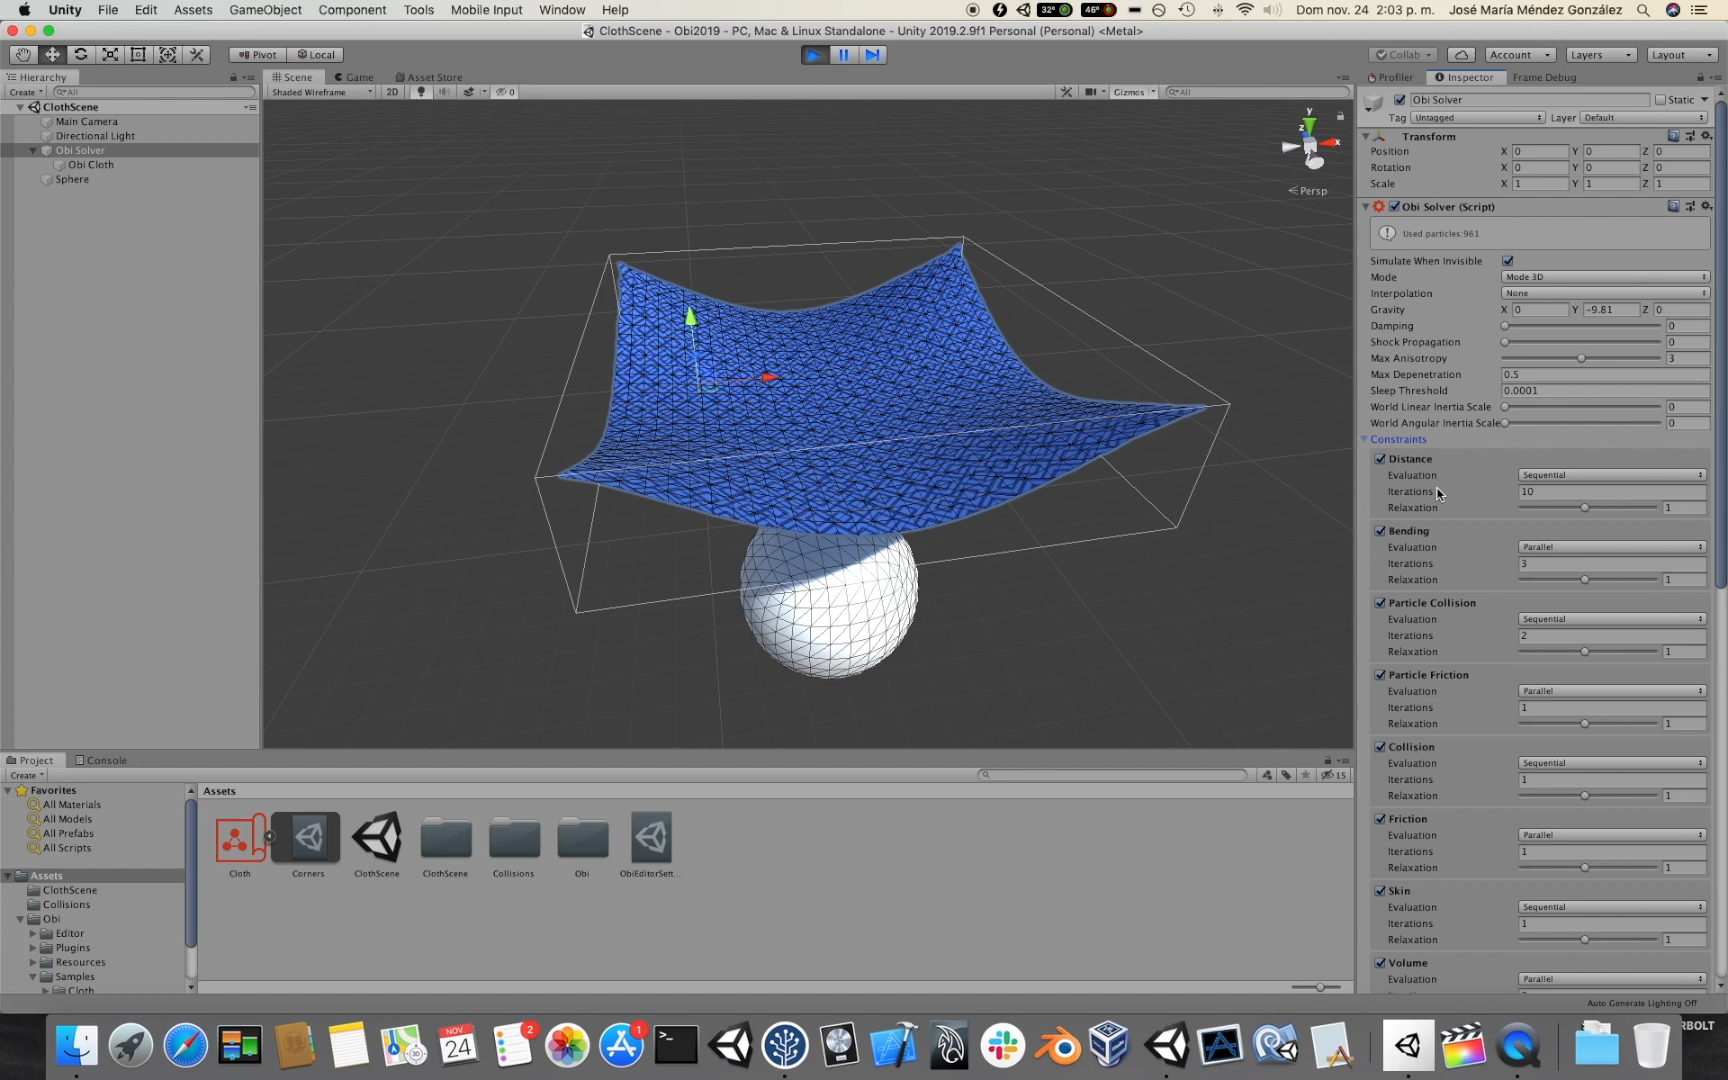 Unity File Edit Assets GameObject Component Tools Mobile Input Window Help
32° 46° Dom nov. 24 2:03 p. m. José María Méndez González
ClothScene - Obi2019 - PC, Mac & Linux Standalone - Unity 2019.2.9f1 Personal (Personal) <Metal>
Pivot Local
Collab Account Layers Layout
Hierarchy
Create All
ClothScene
Main Camera
Directional Light
Obi Solver
Obi Cloth
Sphere
Scene Game Asset Store
Shaded Wireframe 2D 0 Gizmos All
y
z
x
Persp
Profiler Inspector Frame Debug
Obi Solver Static
Tag Untagged Layer Default
Transform
Position X 0 Y 0 Z 0
Rotation X 0 Y 0 Z 0
Scale X 1 Y 1 Z 1
Obi Solver (Script)
Used particles:961
Simulate When Invisible
Mode Mode 3D
Interpolation None
Gravity X 0 Y -9.81 Z 0
Damping 0
Shock Propagation 0
Max Anisotropy 3
Max Depenetration 0.5
Sleep Threshold 0.0001
World Linear Inertia Scale 0
World Angular Inertia Scale 0
Constraints
Distance
Evaluation Sequential
Iterations 10
Relaxation 1
Bending
Evaluation Parallel
Iterations 3
Relaxation 1
Particle Collision
Evaluation Sequential
Iterations 2
Relaxation 1
Particle Friction
Evaluation Parallel
Iterations 1
Relaxation 1
Collision
Evaluation Sequential
Iterations 1
Relaxation 1
Friction
Evaluation Parallel
Iterations 1
Relaxation 1
Skin
Evaluation Sequential
Iterations 1
Relaxation 1
Volume
Evaluation Parallel
Auto Generate Lighting Off
Project Console
Create 15
Favorites
All Materials
All Models
All Prefabs
All Scripts
Assets
ClothScene
Collisions
Obi
Editor
Plugins
Resources
Samples
Cloth
Assets
Cloth Corners ClothScene ClothScene Collisions Obi ObiEditorSett...
NOV
24
2
1
RBOLT